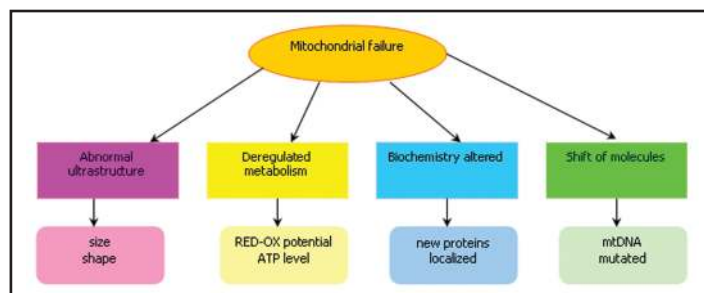 Mitochondrial failure
Abnormal
ultrastructure
Deregulated
metabolism
Biochemistry altered
Shift of molecules
size
shape
RED-OX potential
ATP level
new proteins
localized
mtDNA
mutated